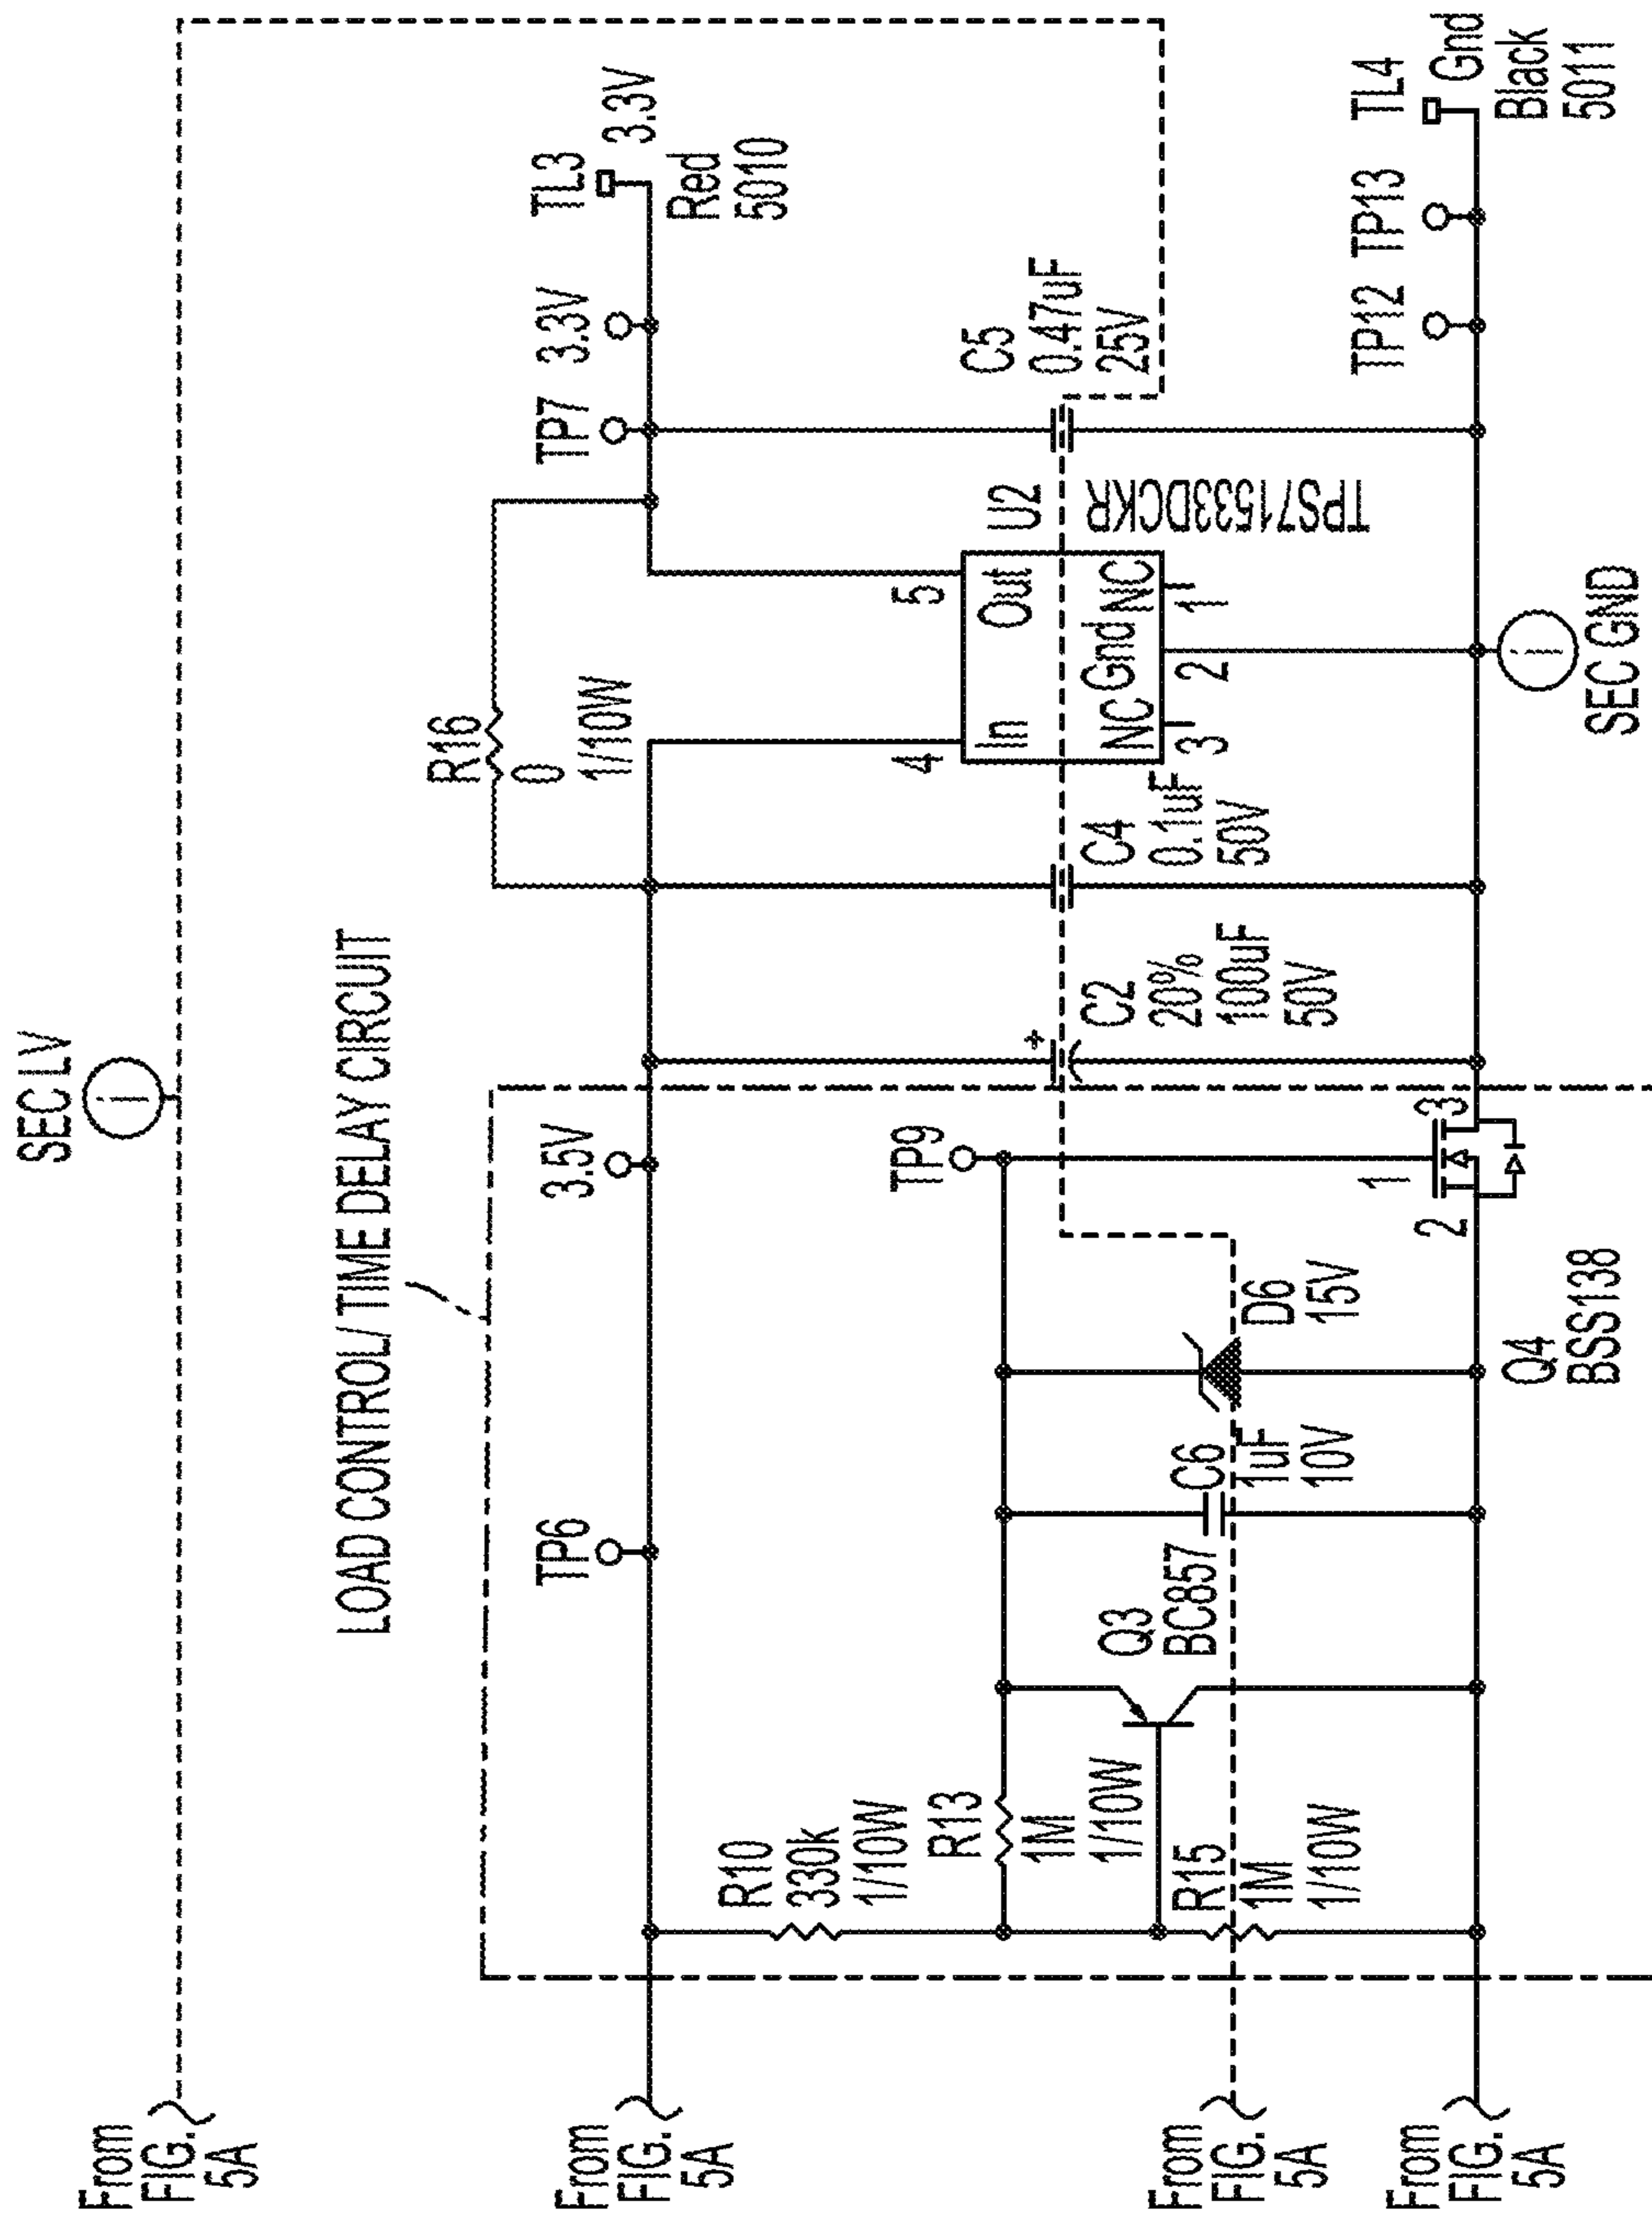 SEC LV
i
From
FIG.
5A
LOAD CONTROL/ TIME DELAY CIRCUIT
From
FIG.
5A
TP6
3.5V
R16
0
1/10W
TP7
3.3V
TL3
3.3V
Red
5010
R10
330k
1/10W
R13
1M
1/10W
TP9
4
5
In
Out
NC
Gnd
NC
3
2
1
U2
TPS71533DCKR
C5
0.47uF
25V
Q3
BC857
C6
1uF
10V
D6
15V
C2
20%
100uF
50V
+
C4
0.1uF
50V
R15
1M
1/10W
From
FIG.
5A
From
FIG.
5A
2
1
3
Q4
BSS138
i
SEC GND
TP12
TP13
TL4
Gnd
Black
5011